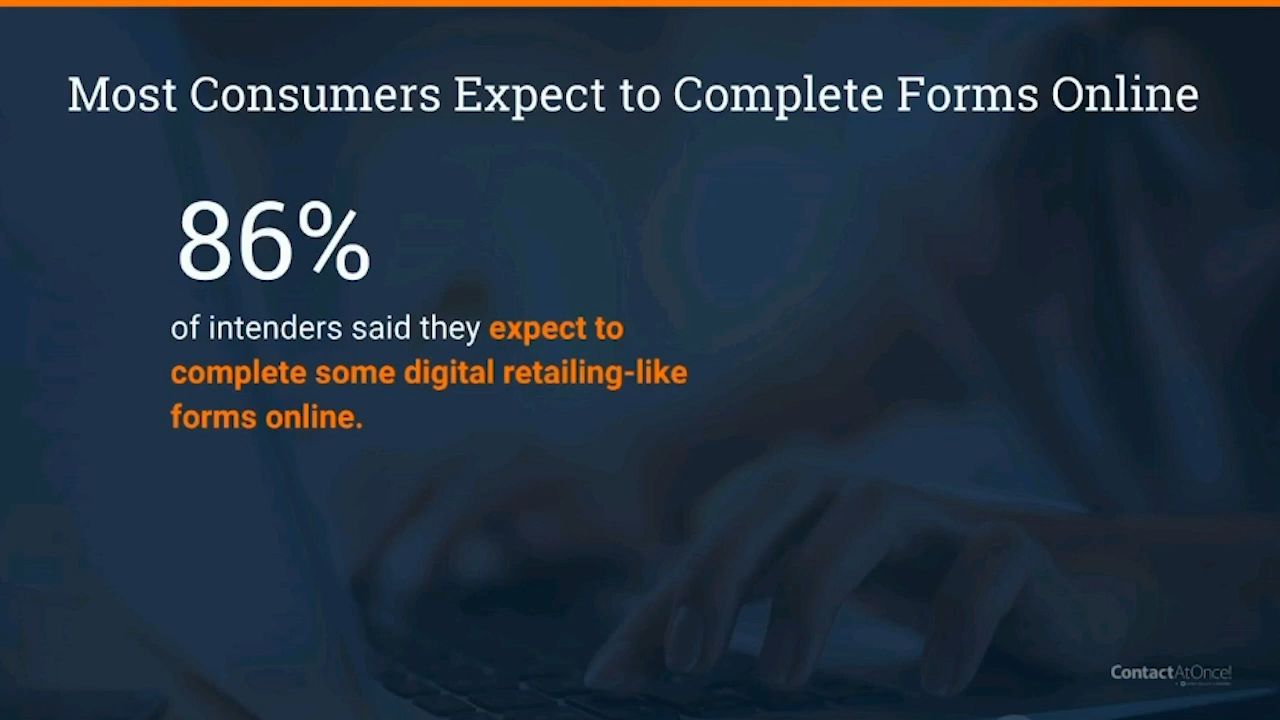 Most Consumers Expect to Complete Forms Online
86%
of intenders said they expect to
complete some digital retailing-like
forms online.
ContactAtOnce!